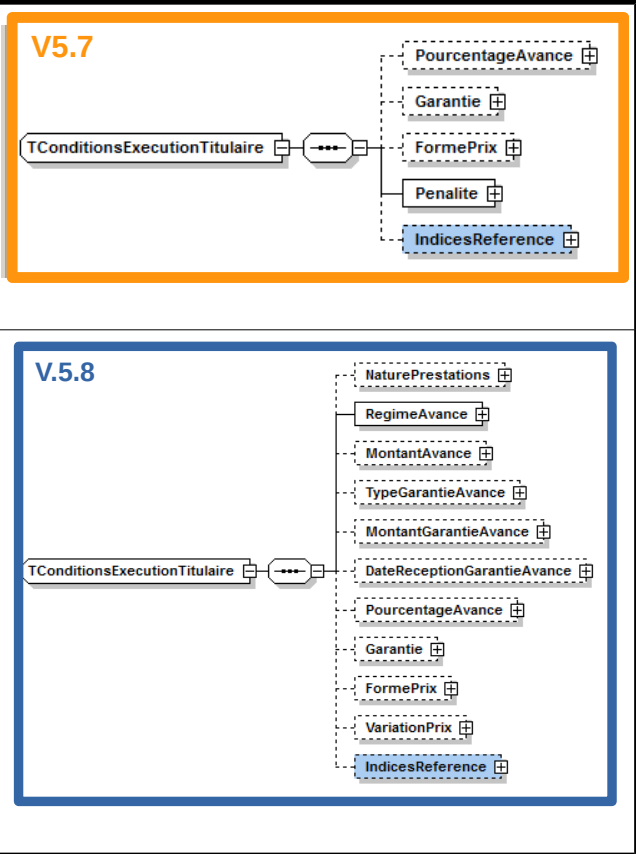 V5.7
PourcentageAvance
Garantie
TConditionsExecutionTitulaire
FormePrix
Penalite
IndicesReference
V.5.8
NaturePrestations
RegimeAvance
MontantAvance
TypeGarantieAvance
MontantGarantieAvance
TConditionsExecutionTitulaire
DateReceptionGarantieAvance
PourcentageAvance
Garantie
FormePrix
VariationPrix
IndicesReference